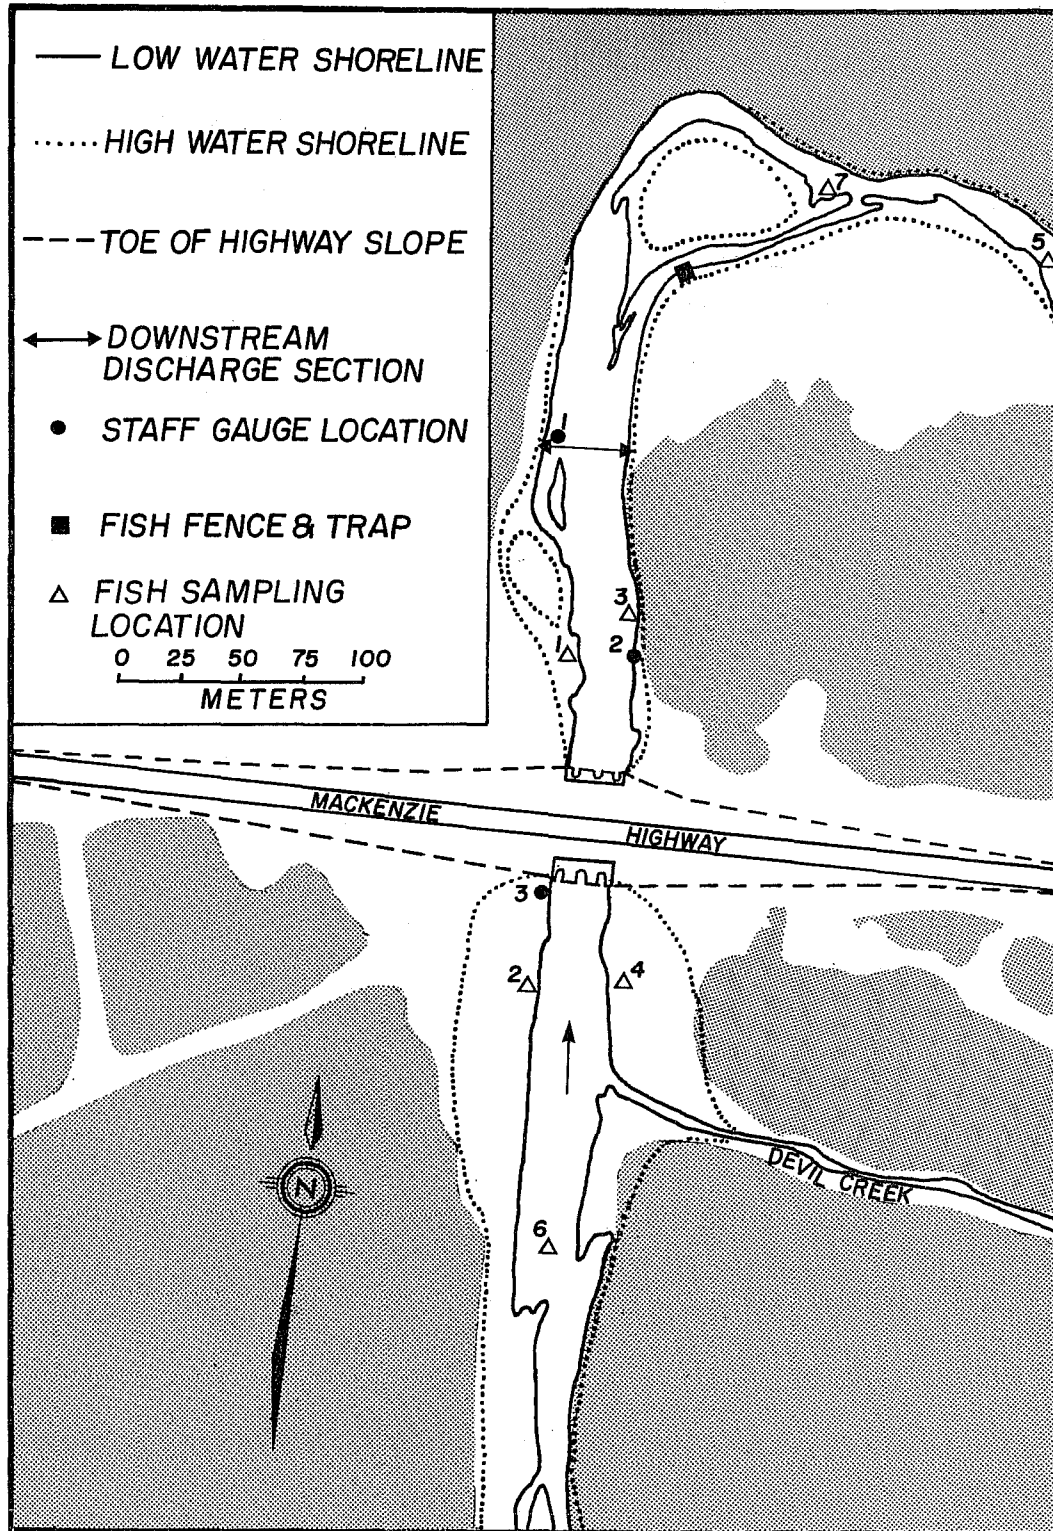 LOW WATER SHORELINE
HIGH WATER SHORELINE
TOE OF HIGHWAY SLOPE
DOWNSTREAM
DISCHARGE SECTION
STAFF GAUGE LOCATION
FISH FENCE & TRAP
FISH SAMPLING
LOCATION
0 25 50 75 100
METERS
7
5
1
3
1
2
MACKENZIE HIGHWAY
3
2
4
DEVIL CREEK
N
6